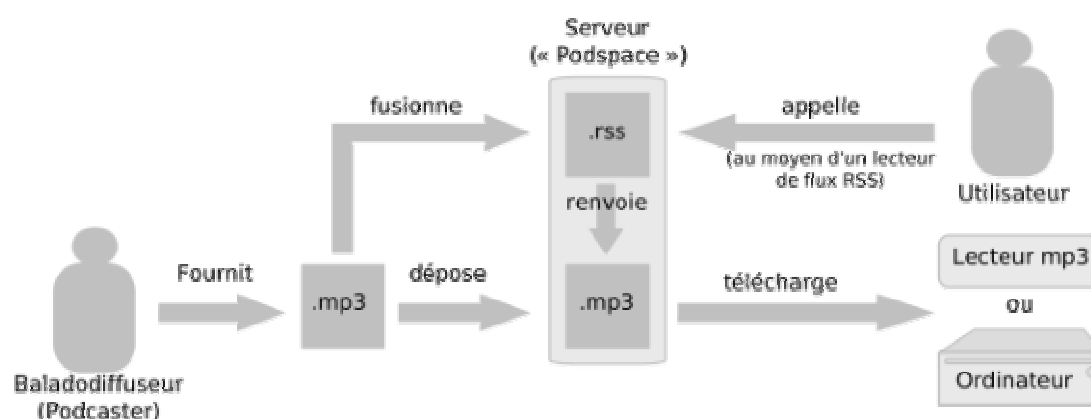 Serveur
(« Podspace »)
fusionne
.rss
appelle
(au moyen d'un lecteur
de flux RSS)
Utilisateur
renvoie
Fournit
.mp3
dépose
.mp3
télécharge
Lecteur mp3
ou
Ordinateur
Baladodiffuseur
(Podcaster)